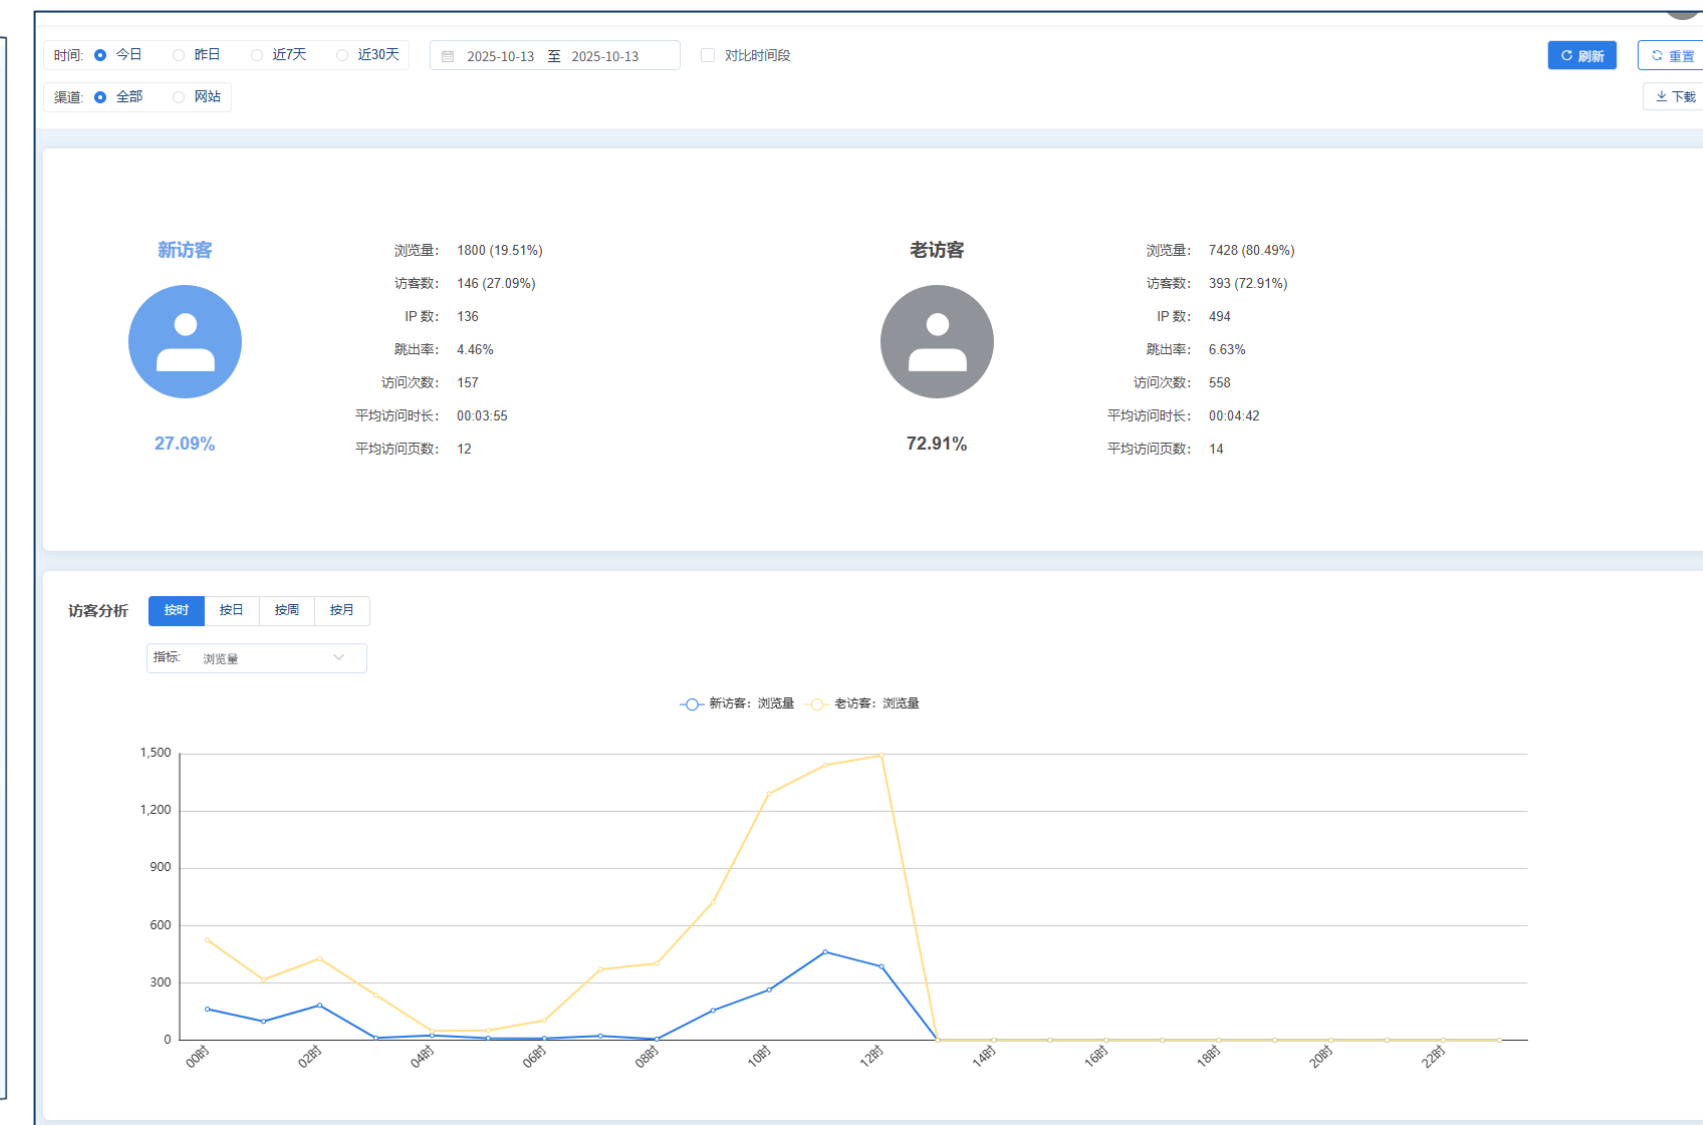 时间: 今日 昨日 近7天 近30天 2025-10-13 至 2025-10-13 对比时间段 刷新 重置
渠道: 全部 网站 下载
新访客
浏览量: 1800 (19.51%)
访客数: 146 (27.09%)
IP 数: 136
跳出率: 4.46%
访问次数: 157
平均访问时长: 00:03:55
平均访问页数: 12
27.09%
老访客
浏览量: 7428 (80.49%)
访客数: 393 (72.91%)
IP 数: 494
跳出率: 6.63%
访问次数: 558
平均访问时长: 00:04:42
平均访问页数: 14
72.91%
访客分析 按时 按日 按周 按月
指标: 浏览量
新访客: 浏览量 老访客: 浏览量
1,500
1,200
900
600
300
0
00时 02时 04时 06时 08时 10时 12时 14时 16时 18时 20时 22时